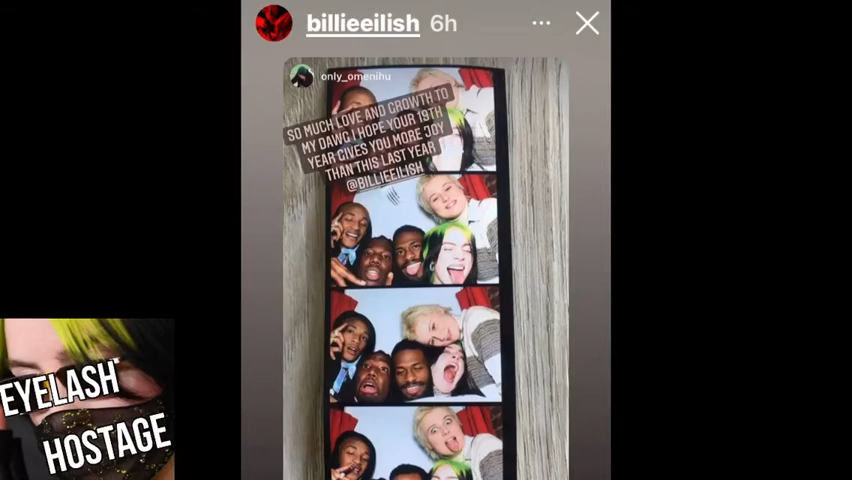 billieeilish 6h
only_omenihu
SO MUCH LOVE AND GROWTH TO
MY DAWG I HOPE YOUR 19TH
YEAR GIVES YOU MORE JOY
THAN THIS LAST YEAR
@BILLIEEILISH
EYELASH
HOSTAGE